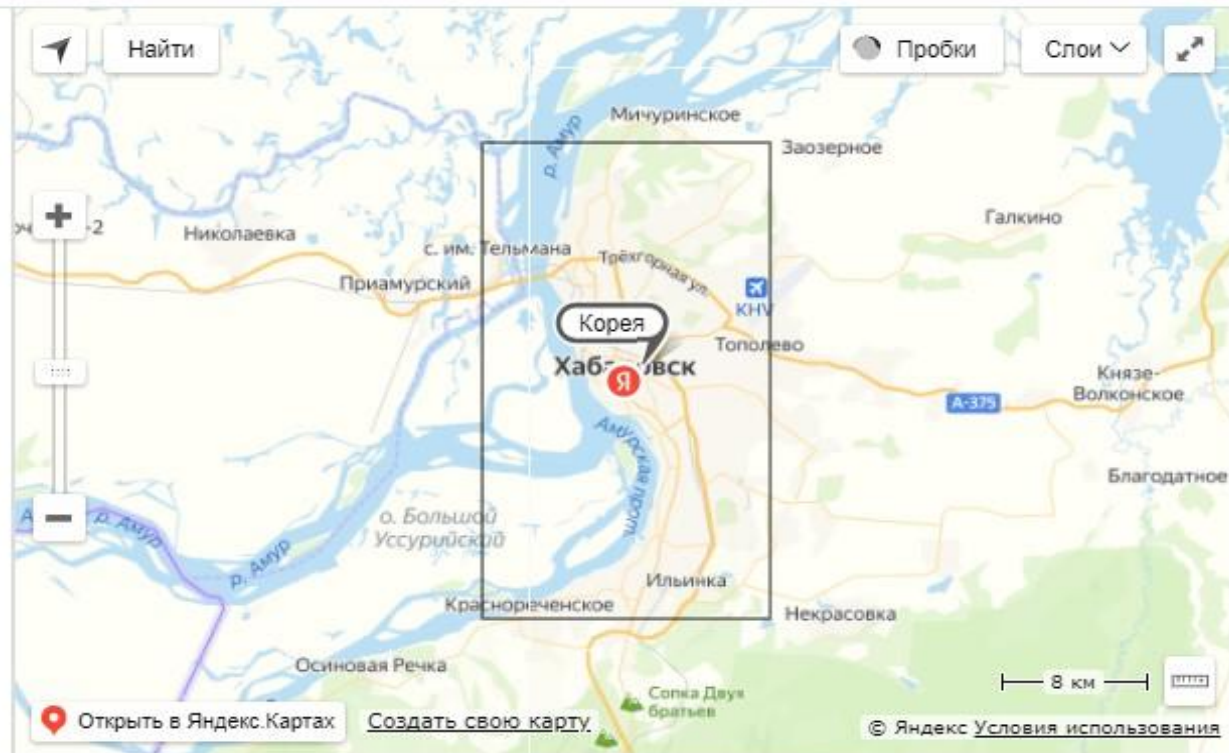 Найти
Пробки
Слои
Мичуринское
р. Амур
Заозерное
Галкино
-2
Николаевка
с. им. Тельмана
Трёхгорная ул.
Приамурский
KHV
Корея
Тополево
Я
Князе-
Волконское
А-375
Амурская прот.
Благодатное
р. Амур
о. Большой
Уссурийский
р. Амур
Ильинка
Краснореченское
Некрасовка
Осиновая Речка
8 км
Сопка Двух
братьев
Открыть в Яндекс.Картах
Создать свою карту
© Яндекс Условия использования